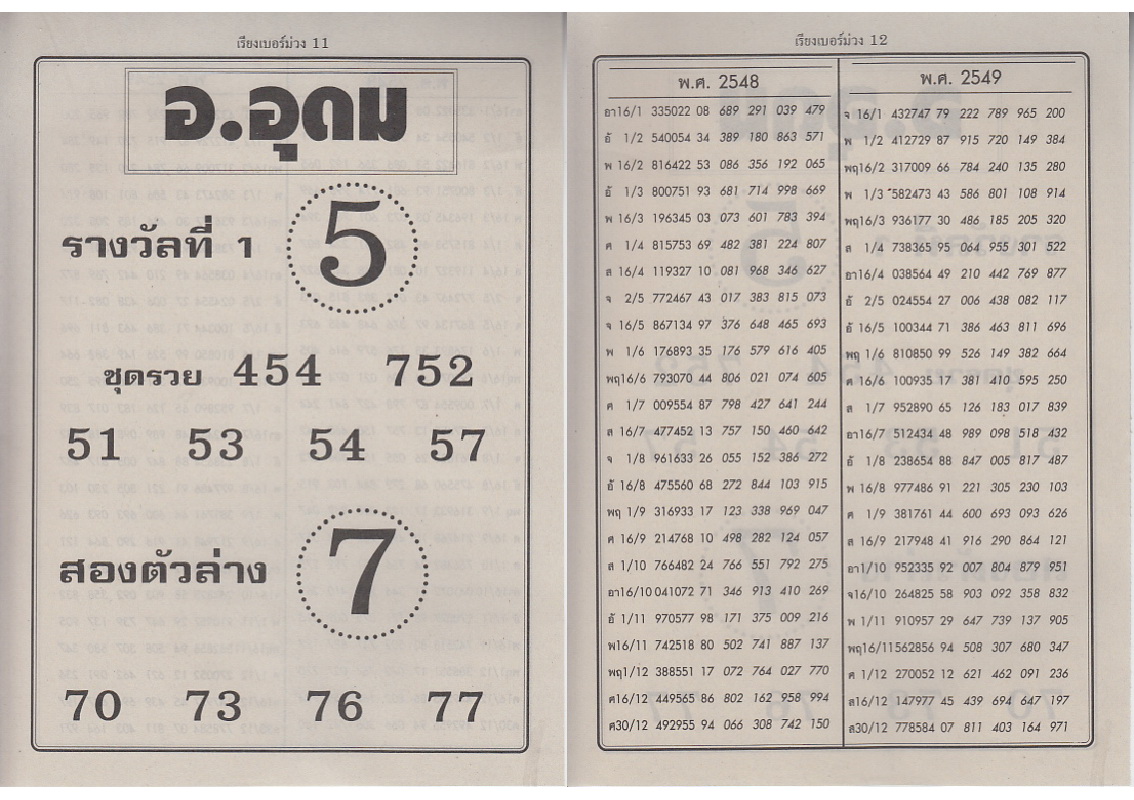 เรียงเบอร์ม่วง 11
อ.อุดม
รางวัลที่ 1 5
ชุดรวย 454 752
51 53 54 57
สองตัวล่าง 7
70 73 76 77
เรียงเบอร์ม่วง 12
พ.ศ. 2548
อา16/1 335022 08 689 291 039 479
อั 1/2 540054 34 389 180 863 571
พ 16/2 816422 53 086 356 192 065
อั 1/3 800751 93 681 714 998 669
พ 16/3 196345 03 073 601 783 394
ศ 1/4 815753 69 482 381 224 807
ส 16/4 119327 10 081 968 346 627
จ 2/5 772467 43 017 383 815 073
จ 16/5 867134 97 376 648 465 693
พ 1/6 176893 35 176 579 616 405
พฤ16/6 793070 44 806 021 074 605
ศ 1/7 009554 87 798 427 641 244
ส 16/7 477452 13 757 150 460 642
จ 1/8 961633 26 055 152 386 272
อั 16/8 475560 68 272 844 103 915
พฤ 1/9 316933 17 123 338 969 047
ศ 16/9 214768 10 498 282 124 057
ส 1/10 766482 24 766 551 792 275
อา16/10 041072 71 346 913 410 269
อั 1/11 970577 98 171 375 009 216
พ16/11 742518 80 502 741 887 137
พฤ1/12 388551 17 072 764 027 770
ศ16/12 449565 86 802 162 958 994
ศ30/12 492955 94 066 308 742 150
พ.ศ. 2549
จ 16/1 432747 79 222 789 965 200
พ 1/2 412729 87 915 720 149 384
พฤ16/2 317009 66 784 240 135 280
พ 1/3 582473 43 586 801 108 914
พฤ16/3 936177 30 486 185 205 320
ส 1/4 738365 95 064 955 301 522
อา16/4 038564 49 210 442 769 877
อั 2/5 024554 27 006 438 082 117
อั 16/5 100344 71 386 463 811 696
พฤ 1/6 810850 99 526 149 382 664
ศ 16/6 100935 17 381 410 595 250
ส 1/7 952890 65 126 183 017 839
อา16/7 512434 48 989 098 518 432
อั 1/8 238654 88 847 005 817 487
พ 16/8 977486 91 221 305 230 103
ศ 1/9 381761 44 600 693 093 626
ส 16/9 217948 41 916 290 864 121
อา1/10 952335 92 007 804 879 951
จ16/10 264825 58 903 092 358 832
พ 1/11 910957 29 647 739 137 905
พฤ16/11 562856 94 508 307 680 347
ศ 1/12 270052 12 621 462 091 236
ส16/12 147977 45 439 694 647 197
ส30/12 778584 07 811 403 164 971